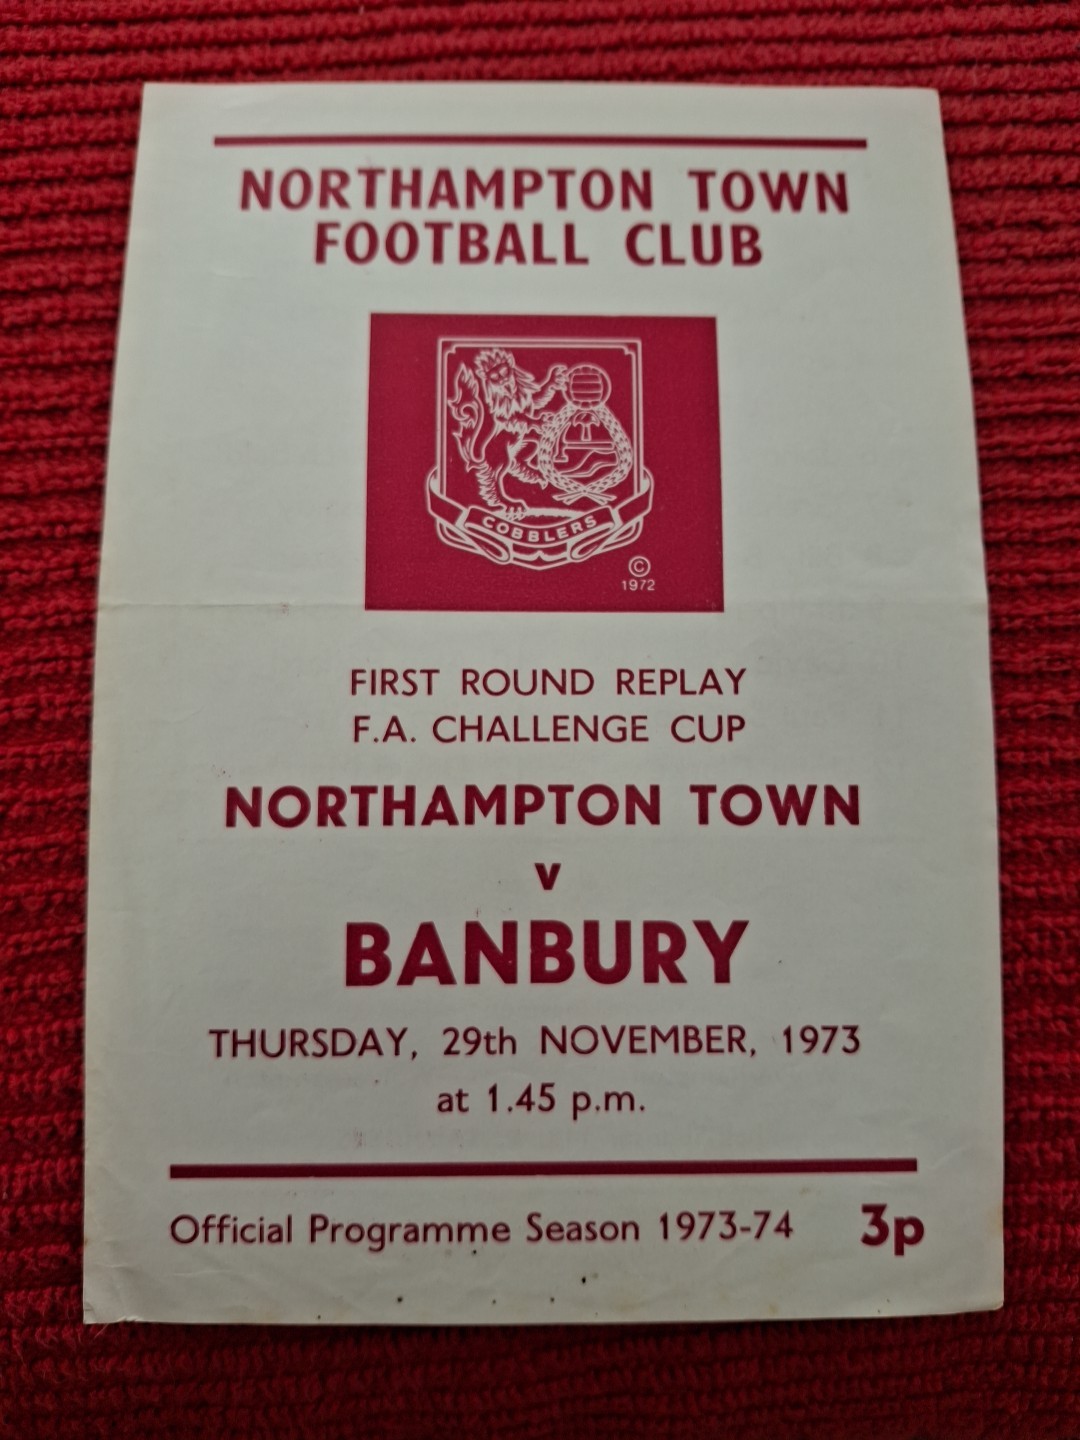 NORTHAMPTON TOWN
FOOTBALL CLUB
COBBLERS
©
1972
FIRST ROUND REPLAY
F.A. CHALLENGE CUP
NORTHAMPTON TOWN
v
BANBURY
THURSDAY, 29th NOVEMBER, 1973
at 1.45 p.m.
Official Programme Season 1973-74 3p